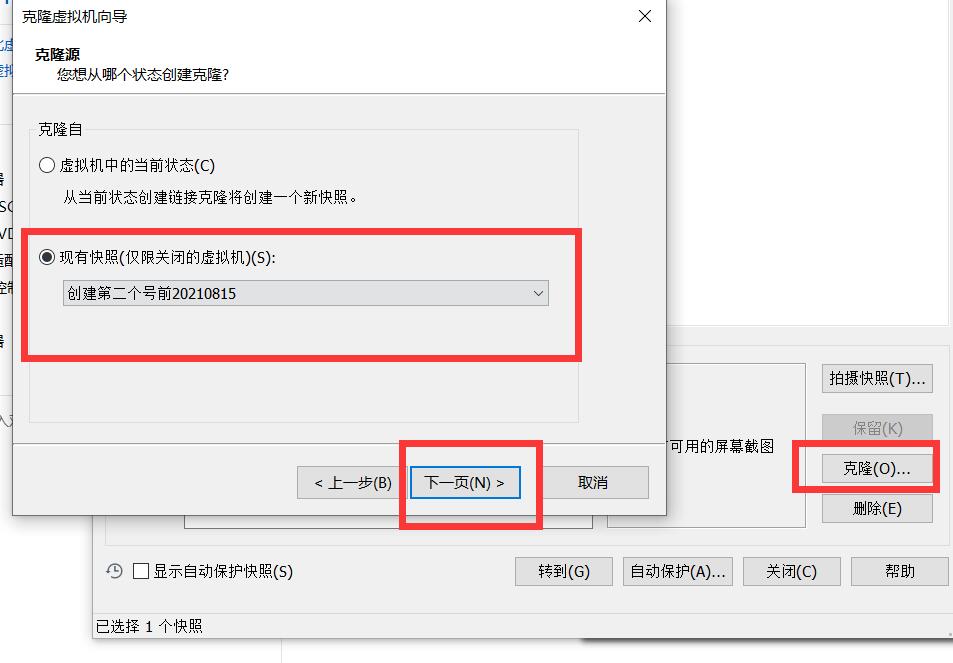 克隆虚拟机向导
克隆源
您想从哪个状态创建克隆?
克隆自
虚拟机中的当前状态(C)
从当前状态创建链接克隆将创建一个新快照。
现有快照(仅限关闭的虚拟机)(S):
创建第二个号前20210815
< 上一步(B)
下一页(N) >
取消
拍摄快照(T)...
保留(K)
可用的屏幕截图
克隆(O)...
删除(E)
显示自动保护快照(S)
转到(G)
自动保护(A)...
关闭(C)
帮助
已选择 1 个快照